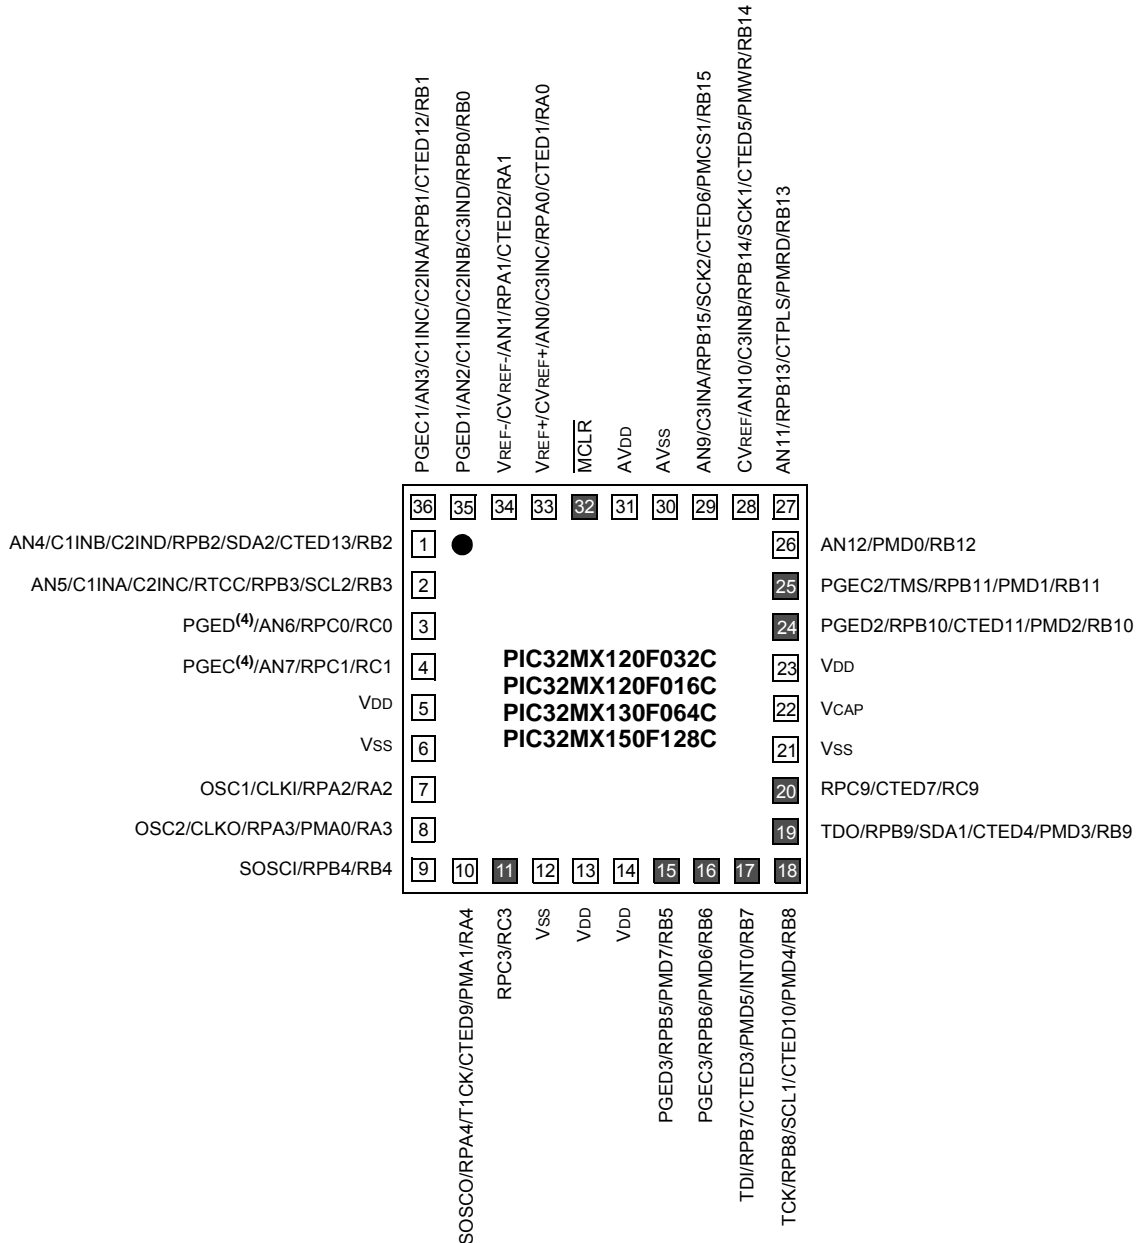 PGEC1/AN3/C1INC/C2INA/RPB1/CTED12/RB1
PGED1/AN2/C1IND/C2INB/C3IND/RPB0/RB0
VREF-/CVREF-/AN1/RPA1/CTED2/RA1
VREF+/CVREF+/AN0/C3INC/RPA0/CTED1/RA0
MCLR
AVDD
AVSS
AN9/C3INA/RPB15/SCK2/CTED6/PMCS1/RB15
CVREF/AN10/C3INB/RPB14/SCK1/CTED5/PMWR/RB14
AN11/RPB13/CTPLS/PMRD/RB13
36 35 34 33 32 31 30 29 28 27
AN4/C1INB/C2IND/RPB2/SDA2/CTED13/RB2 1
26 AN12/PMD0/RB12
AN5/C1INA/C2INC/RTCC/RPB3/SCL2/RB3 2
25 PGEC2/TMS/RPB11/PMD1/RB11
PGED(4)/AN6/RPC0/RC0 3
24 PGED2/RPB10/CTED11/PMD2/RB10
PGEC(4)/AN7/RPC1/RC1 4
23 VDD
VDD 5
22 VCAP
VSS 6
21 VSS
OSC1/CLKI/RPA2/RA2 7
20 RPC9/CTED7/RC9
OSC2/CLKO/RPA3/PMA0/RA3 8
19 TDO/RPB9/SDA1/CTED4/PMD3/RB9
SOSCI/RPB4/RB4 9
PIC32MX120F032C
PIC32MX120F016C
PIC32MX130F064C
PIC32MX150F128C
10 11 12 13 14 15 16 17 18
SOSCO/RPA4/T1CK/CTED9/PMA1/RA4
RPC3/RC3
VSS
VDD
VDD
PGED3/RPB5/PMD7/RB5
PGEC3/RPB6/PMD6/RB6
TDI/RPB7/CTED3/PMD5/INT0/RB7
TCK/RPB8/SCL1/CTED10/PMD4/RB8